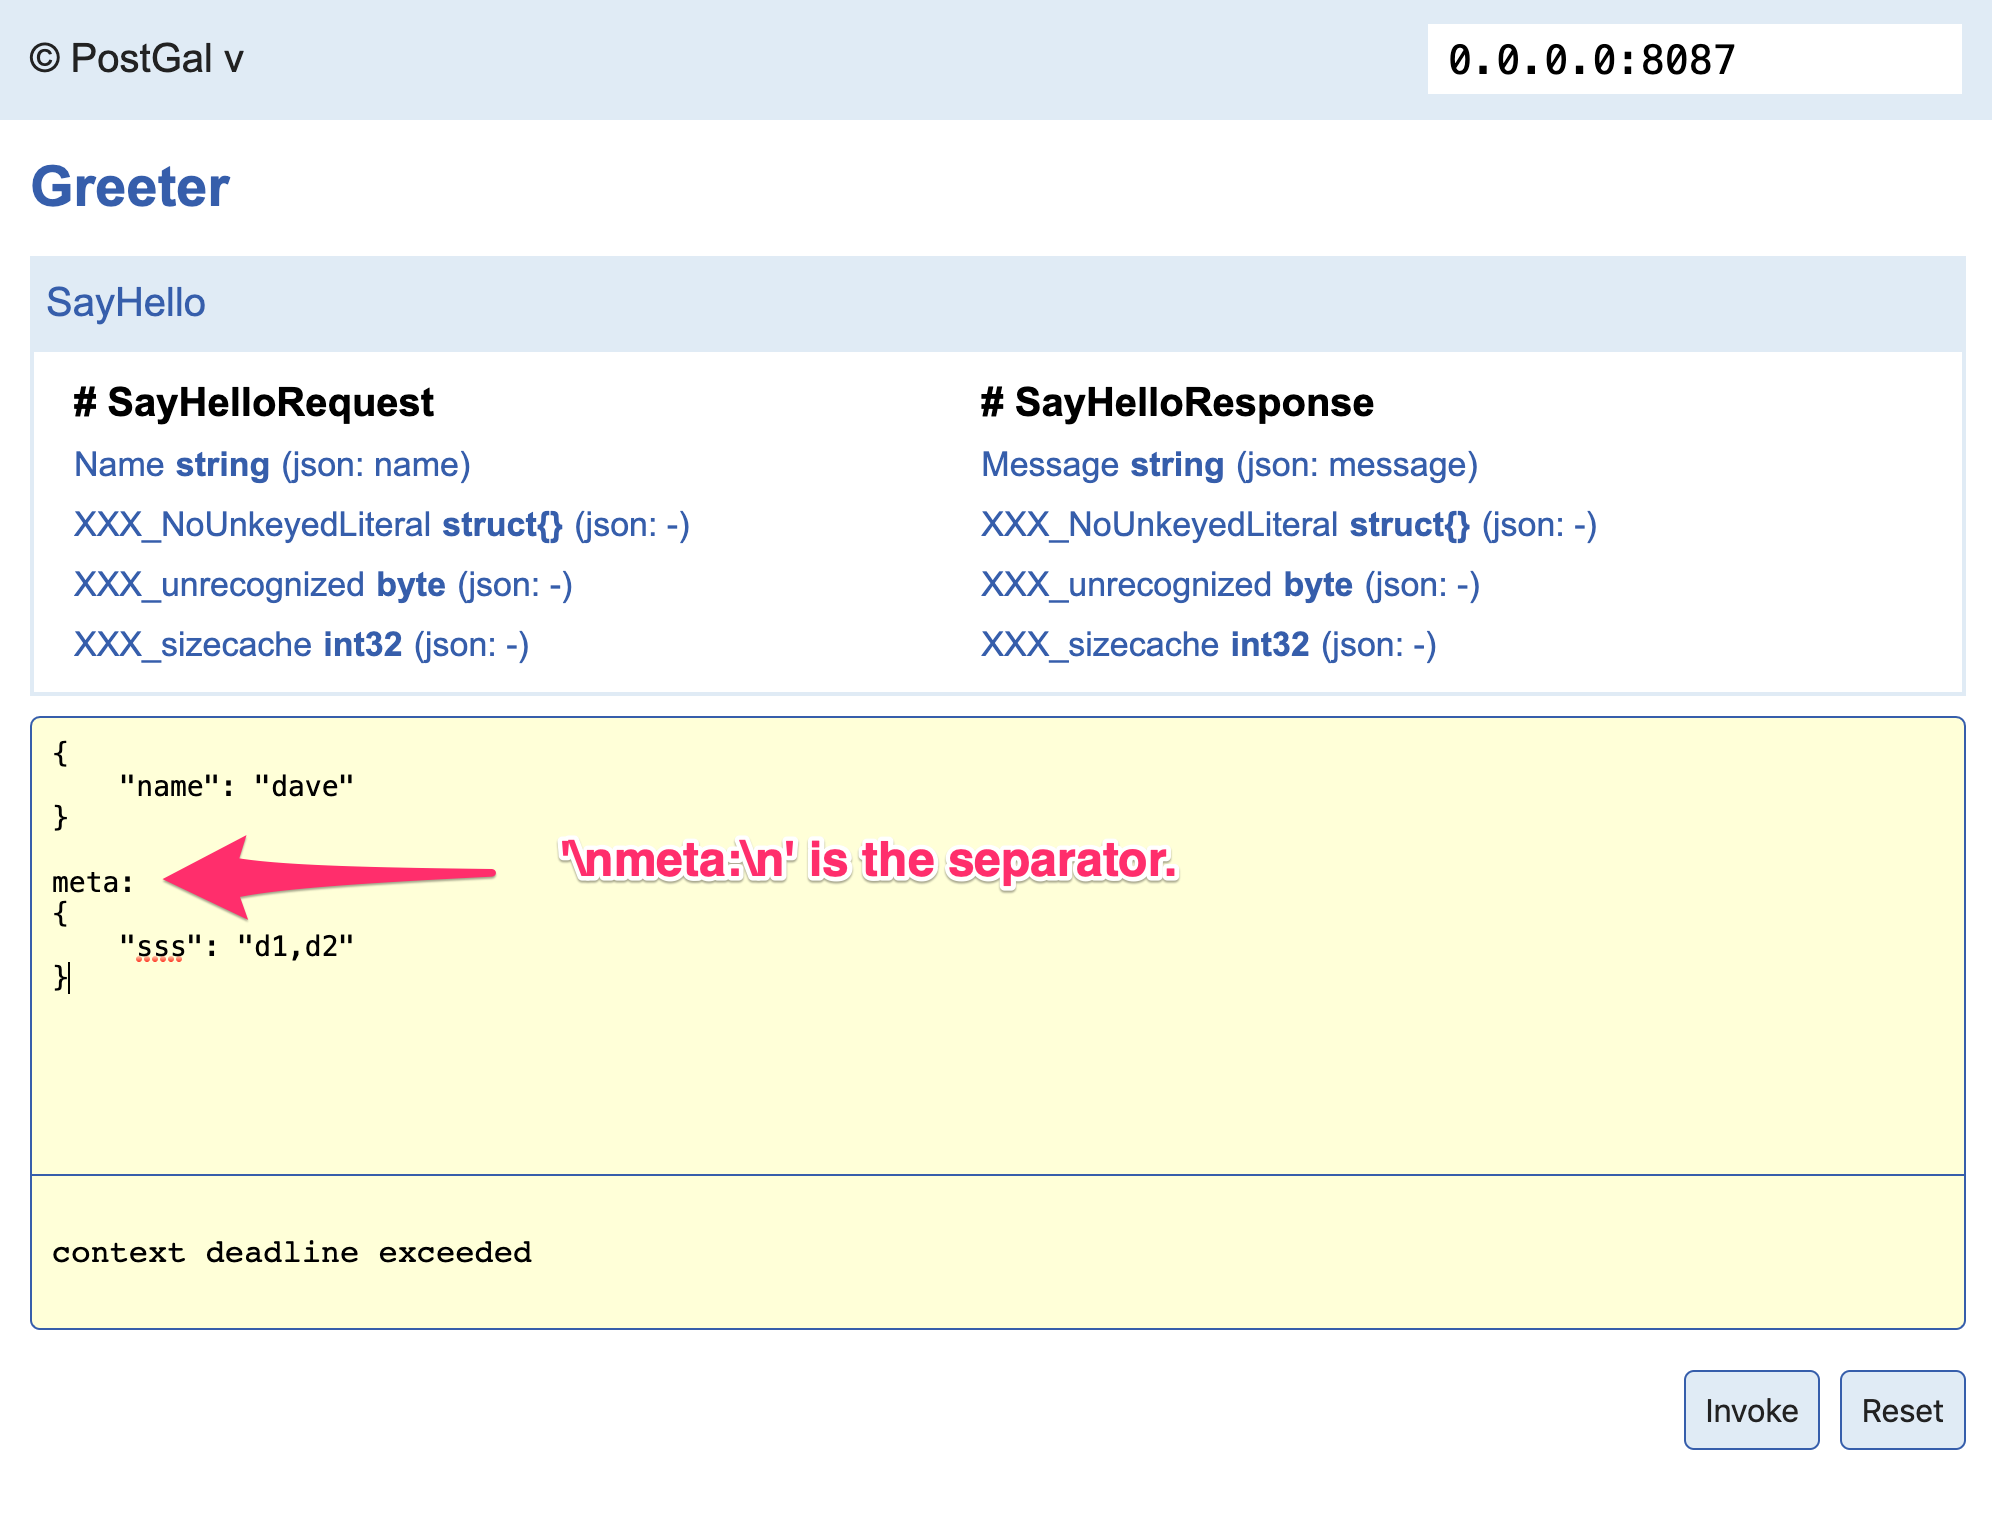 © PostGal v
0.0.0.0:8087
Greeter
SayHello
# SayHelloRequest
Name string (json: name)
XXX_NoUnkeyedLiteral struct{} (json: -)
XXX_unrecognized byte (json: -)
XXX_sizecache int32 (json: -)
# SayHelloResponse
Message string (json: message)
XXX_NoUnkeyedLiteral struct{} (json: -)
XXX_unrecognized byte (json: -)
XXX_sizecache int32 (json: -)
{
    "name": "dave"
}
'\nmeta:\n' is the separator.
meta:
{
    "sss": "d1,d2"
}
context deadline exceeded
Invoke
Reset